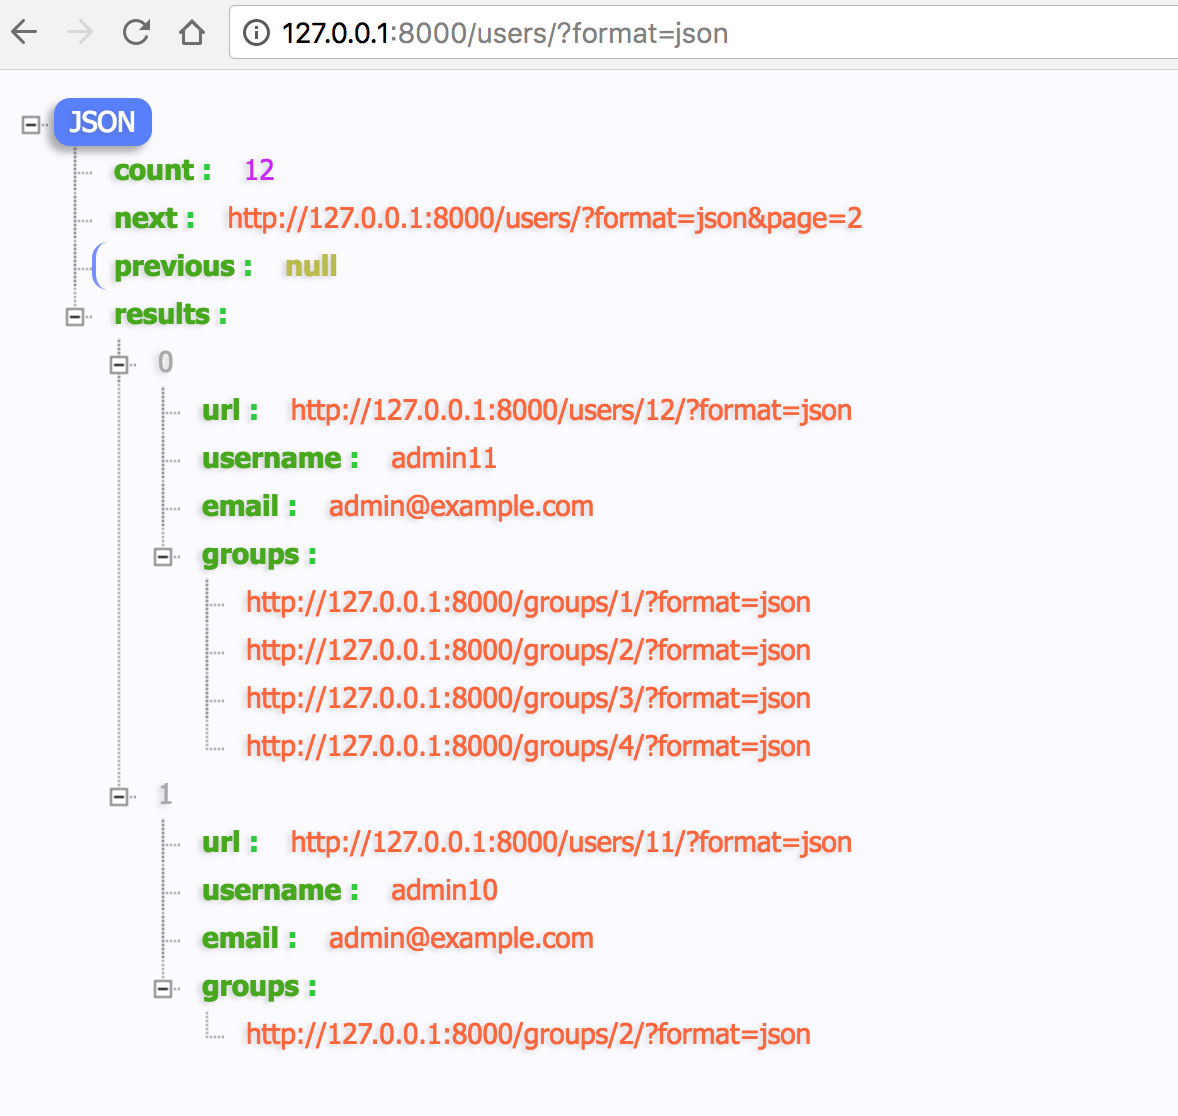 127.0.0.1:8000/users/?format=json
JSON
count : 12
next : http://127.0.0.1:8000/users/?format=json&page=2
previous : null
results :
0
url : http://127.0.0.1:8000/users/12/?format=json
username : admin11
email : admin@example.com
groups :
http://127.0.0.1:8000/groups/1/?format=json
http://127.0.0.1:8000/groups/2/?format=json
http://127.0.0.1:8000/groups/3/?format=json
http://127.0.0.1:8000/groups/4/?format=json
1
url : http://127.0.0.1:8000/users/11/?format=json
username : admin10
email : admin@example.com
groups :
http://127.0.0.1:8000/groups/2/?format=json